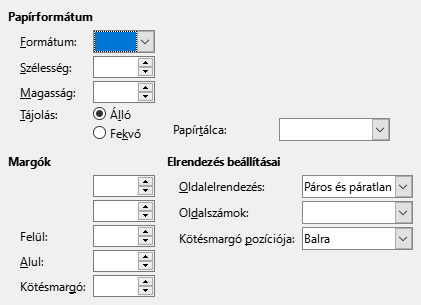 Papírformátum
Formátum:
Szélesség:
Magasság:
Tájolás: Álló
Fekvő
Papírtálca:
Margók
Elrendezés beállításai
Oldalelrendezés: Páros és páratlan
Oldalszámok:
Felül:
Kötésmargó pozíciója: Balra
Alul:
Kötésmargó: